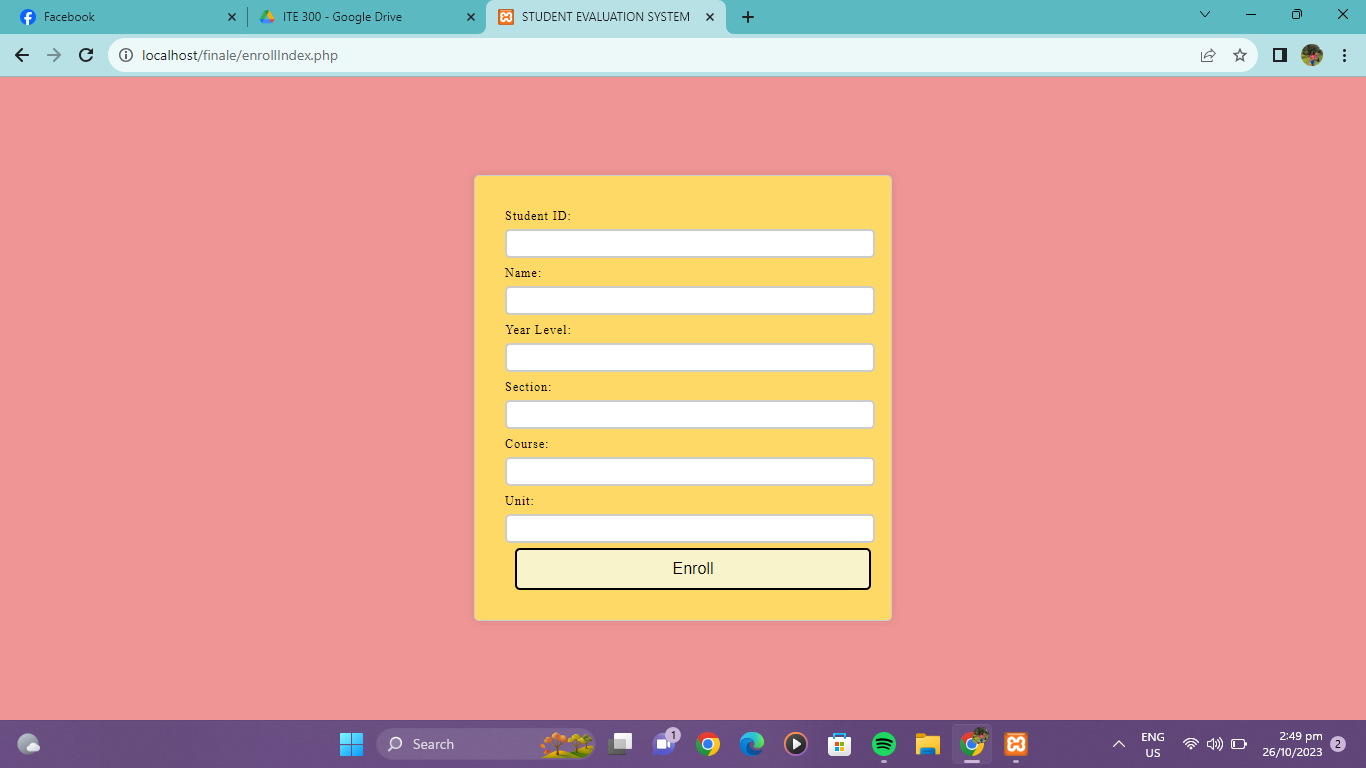 Facebook
ITE 300 - Google Drive
STUDENT EVALUATION SYSTEM
localhost/finale/enrollIndex.php
Student ID:
Name:
Year Level:
Section:
Course:
Unit:
Enroll
Search
1
ENG
US
2:49 pm
26/10/2023
2